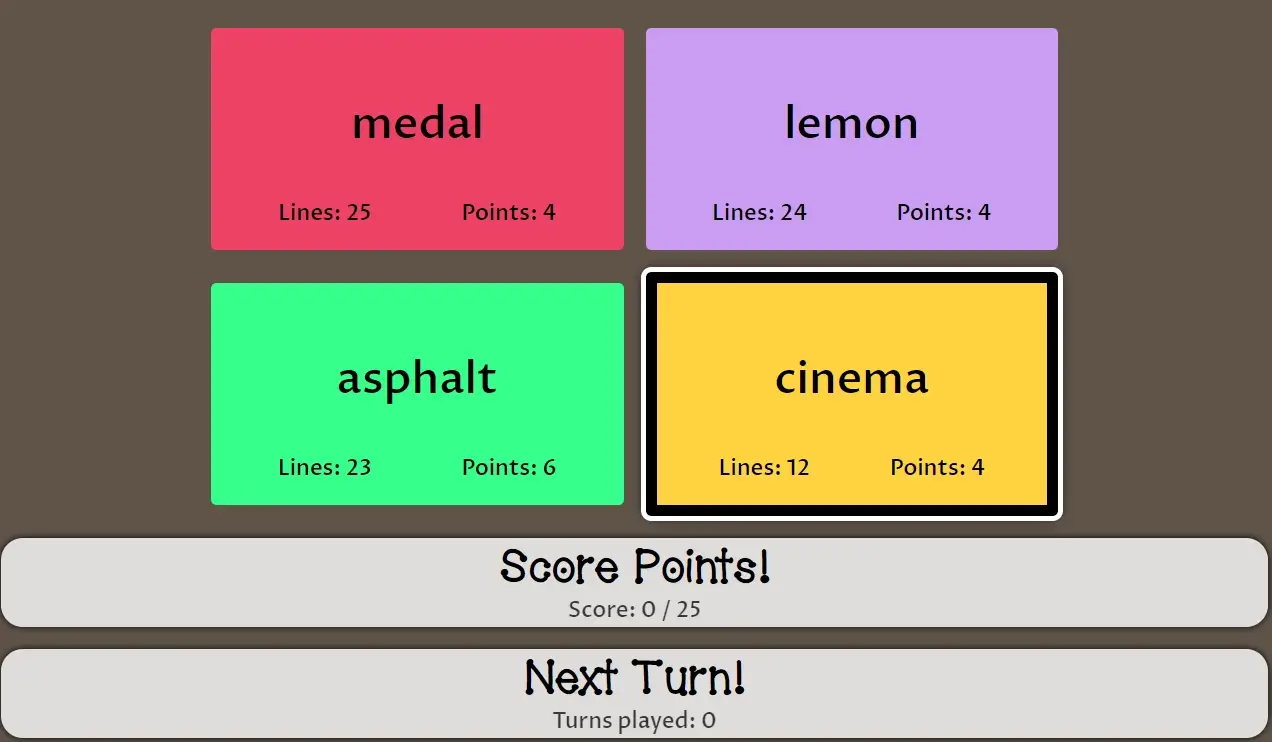 medal
Lines: 25 Points: 4
lemon
Lines: 24 Points: 4
asphalt
Lines: 23 Points: 6
cinema
Lines: 12 Points: 4
Score Points!
Score: 0 / 25
Next Turn!
Turns played: 0